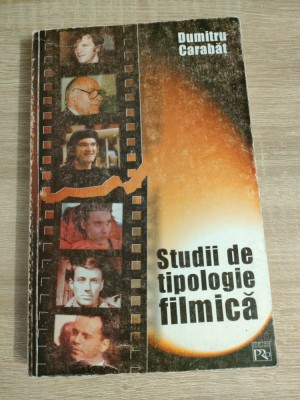 Dumitru
Carabăț
Studii de
tipologie
filmică